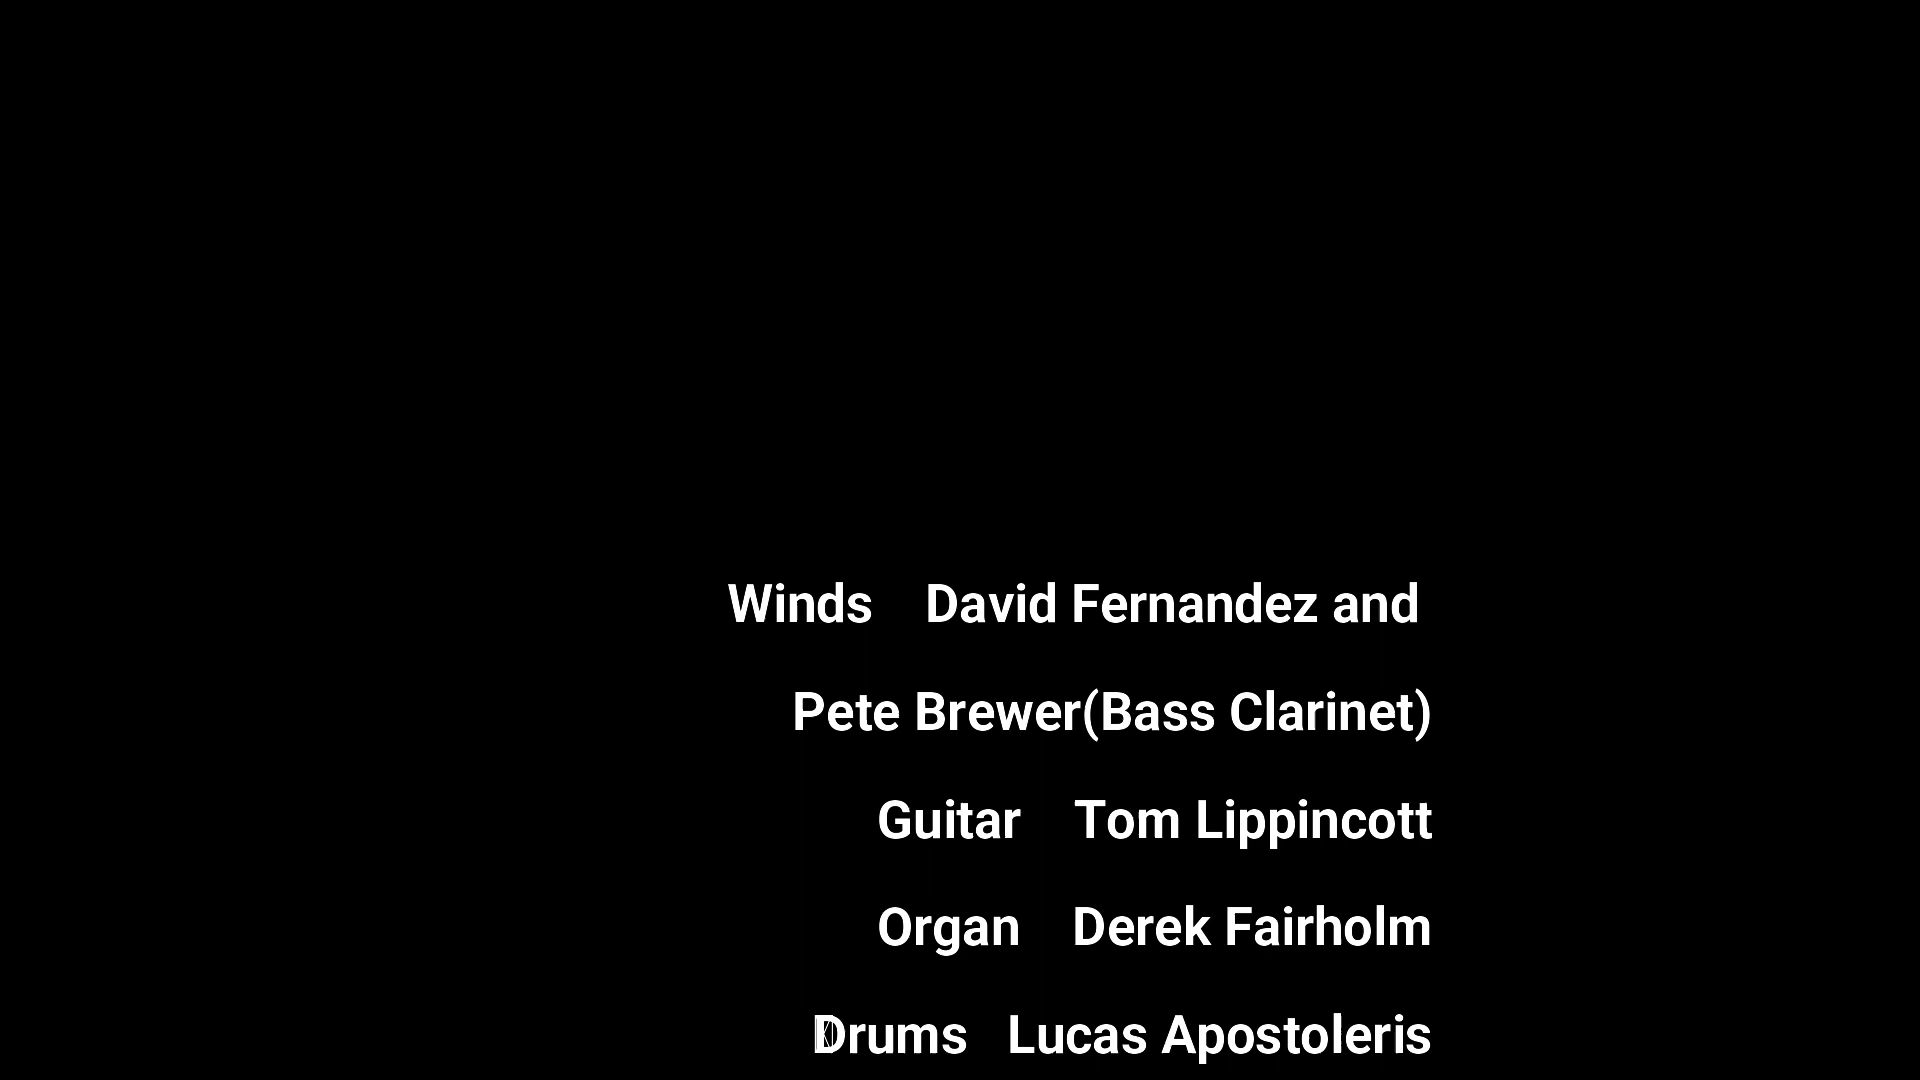 Winds David Fernandez and
Pete Brewer(Bass Clarinet)
Guitar Tom Lippincott
Organ Derek Fairholm
Drums Lucas Apostoleris